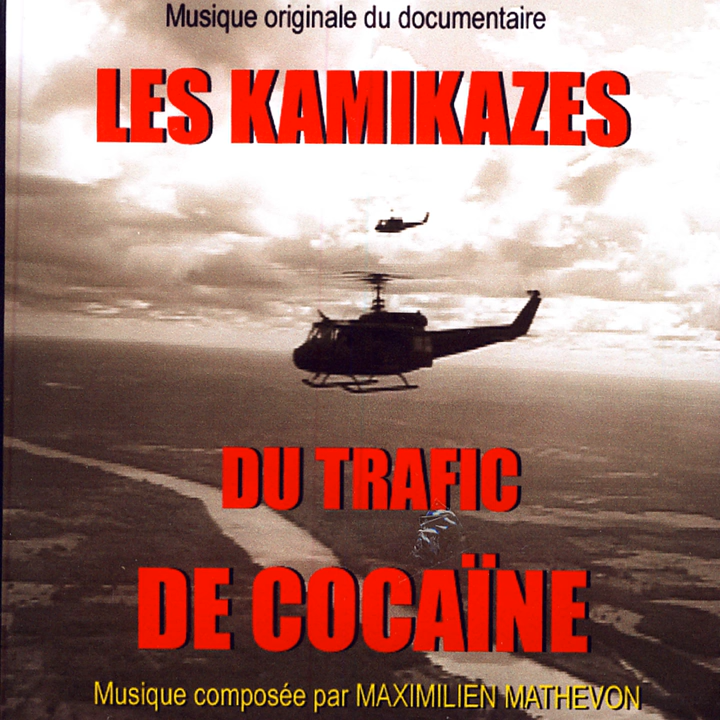 Musique originale du documentaire
LES KAMIKAZES
DU TRAFIC
DE COCAÏNE
Musique composée par MAXIMILIEN MATHEVON